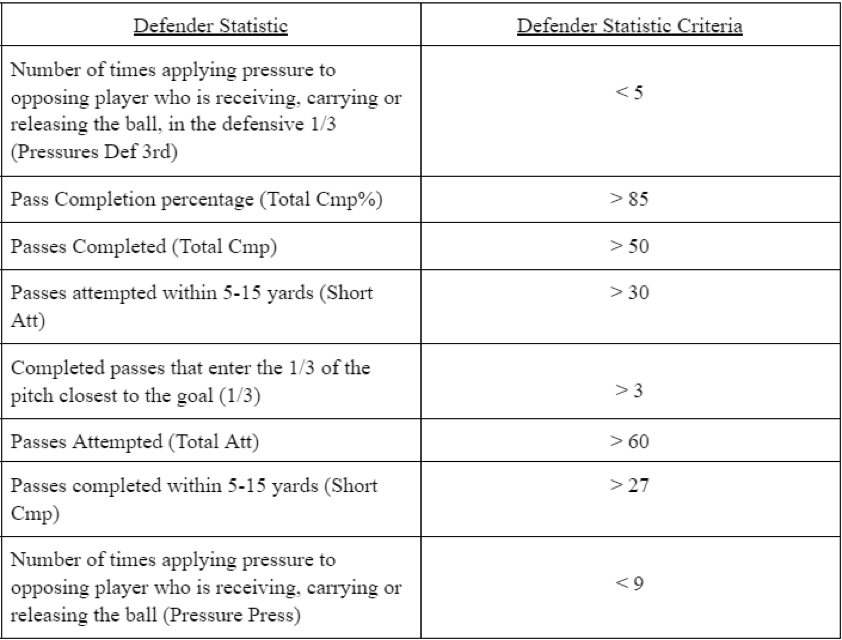 Defender Statistic
Defender Statistic Criteria
Number of times applying pressure to
opposing player who is receiving, carrying or
releasing the ball, in the defensive 1/3
(Pressures Def 3rd)
< 5
Pass Completion percentage (Total Cmp%)
> 85
Passes Completed (Total Cmp)
> 50
Passes attempted within 5-15 yards (Short
Att)
> 30
Completed passes that enter the 1/3 of the
pitch closest to the goal (1/3)
> 3
Passes Attempted (Total Att)
> 60
Passes completed within 5-15 yards (Short
Cmp)
> 27
Number of times applying pressure to
opposing player who is receiving, carrying or
releasing the ball (Pressure Press)
< 9